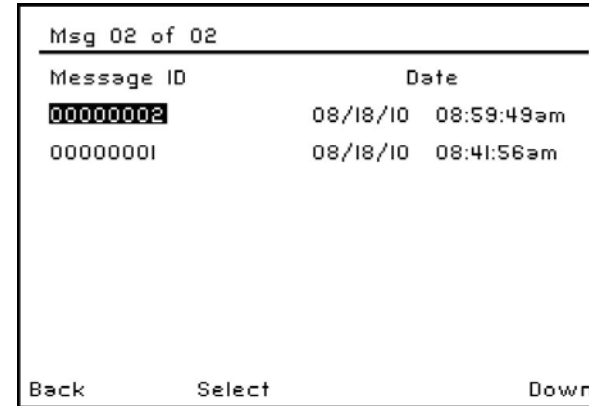 Msg 02 of 02
Message ID Date
00000002 08/18/10 08:59:49am
00000001 08/18/10 08:41:56am
Back Select Down